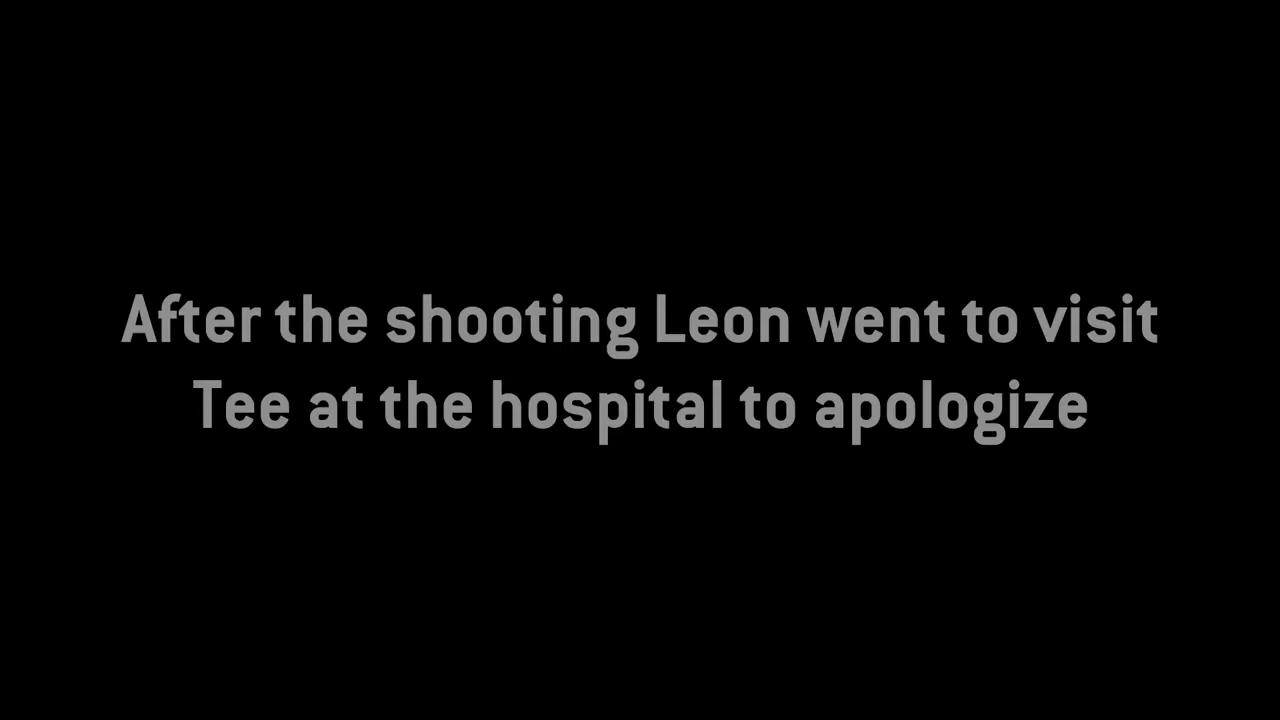 After the shooting Leon went to visit
Tee at the hospital to apologize